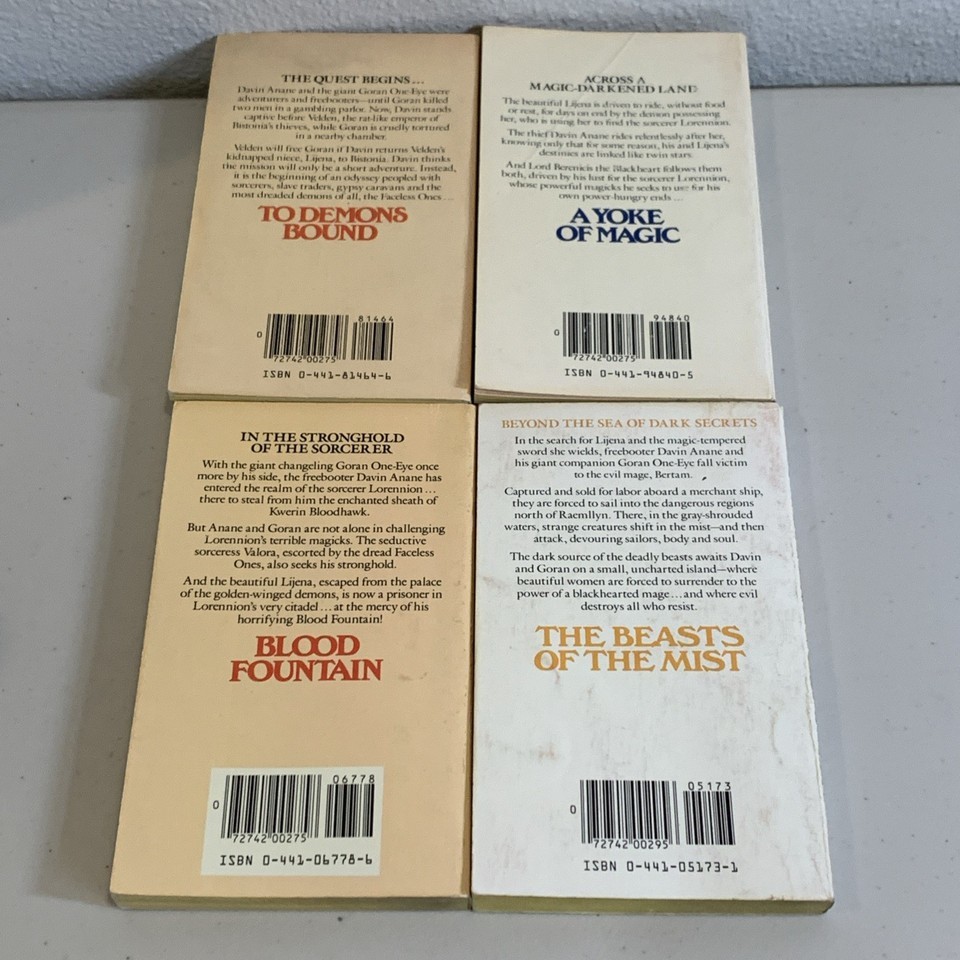 THE QUEST BEGINS...
Davin Anane and the giant Goran One-Eye were
adventurers and freebooters—until Goran killed
two men in a gambling parlor. Now, Davin stands
captive before Velden, the rat-like emperor of
Bistonia's thieves, while Goran is cruelly tortured
in a nearby chamber.
Velden will free Goran if Davin returns Velden's
kidnapped niece, Lijena, to Bistonia. Davin thinks
the mission will only be a short adventure. Instead,
it is the beginning of an odyssey peopled with
sorcerers, slave traders, gypsy caravans and the
most dreaded demons of all, the Faceless Ones...
TO DEMONS
BOUND
81464
0
72742 00275
ISBN 0-441-81464-6
ACROSS A
MAGIC-DARKENED LAND
The beautiful Lijena is driven to ride, without food
or rest, for days on end by the demon possessing
her, who is using her to find the sorcerer Lorennion.
The thief Davin Anane rides relentlessly after her,
knowing only that for some reason, his and Lijena's
destinies are linked like twin stars.
And Lord Berenicis the Blackheart follows them
both, driven by his lust for the sorcerer Lorennion,
whose powerful magicks he seeks to use for his
own power-hungry ends...
A YOKE
OF MAGIC
94840
0
72742 00275
ISBN 0-441-94840-5
IN THE STRONGHOLD
OF THE SORCERER
With the giant changeling Goran One-Eye once
more by his side, the freebooter Davin Anane has
entered the realm of the sorcerer Lorennion...
there to steal from him the enchanted sheath of
Kwerin Bloodhawk.
But Anane and Goran are not alone in challenging
Lorennion's terrible magicks. The seductive
sorceress Valora, escorted by the dread Faceless
Ones, also seeks his stronghold.
And the beautiful Lijena, escaped from the palace
of the golden-winged demons, is now a prisoner in
Lorennion's very citadel...at the mercy of his
horrifying Blood Fountain!
BLOOD
FOUNTAIN
06778
0
72742 00275
ISBN 0-441-06778-6
BEYOND THE SEA OF DARK SECRETS
In the search for Lijena and the magic-tempered
sword she wields, freebooter Davin Anane and
his giant companion Goran One-Eye fall victim
to the evil mage, Bertam.
Captured and sold for labor aboard a merchant ship,
they are forced to sail into the dangerous regions
north of Raemllyn. There, in the gray-shrouded
waters, strange creatures shift in the mist—and then
attack, devouring sailors, body and soul.
The dark source of the deadly beasts awaits Davin
and Goran on a small, uncharted island—where
beautiful women are forced to surrender to the
power of a blackhearted mage...and where evil
destroys all who resist.
THE BEASTS
OF THE MIST
05173
0
72742 00295
ISBN 0-441-05173-1